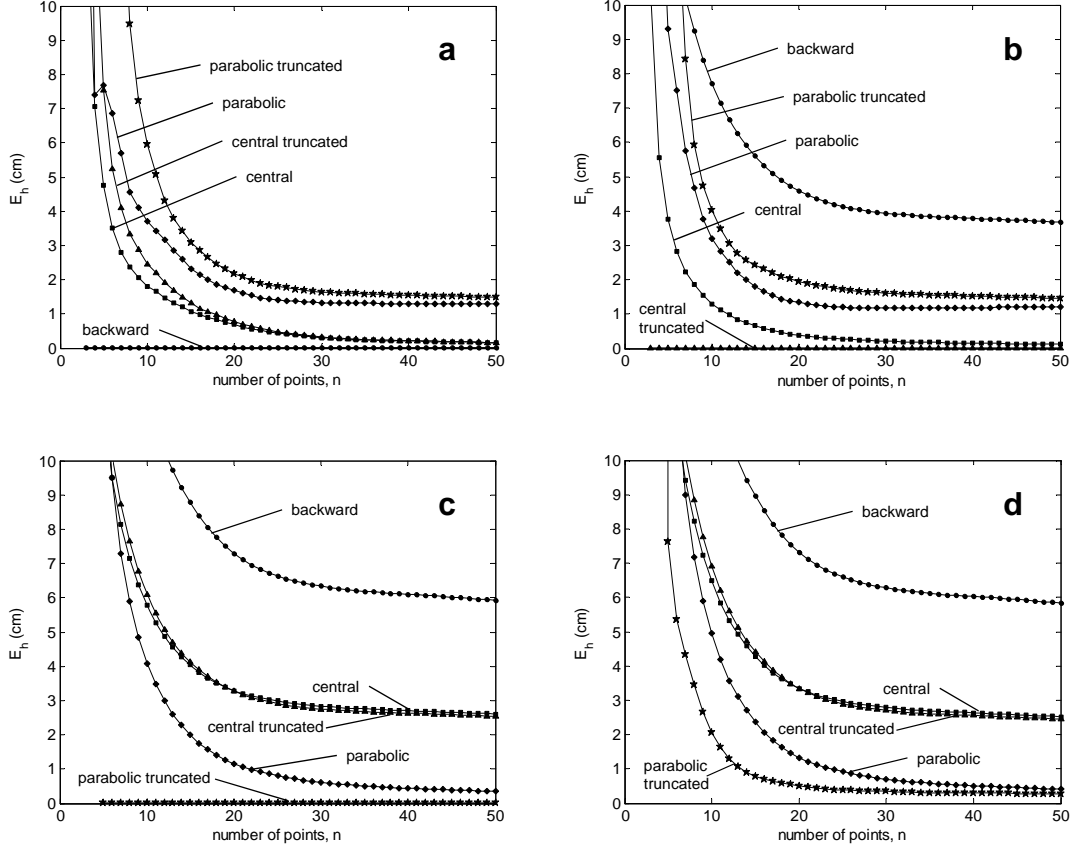 a
parabolic truncated
parabolic
central truncated
central
backward
E_h (cm)
10
9
8
7
6
5
4
3
2
1
0
0 10 20 30 40 50
number of points, n
b
backward
parabolic truncated
parabolic
central
central
truncated
E_h (cm)
10
9
8
7
6
5
4
3
2
1
0
0 10 20 30 40 50
number of points, n
c
backward
central
central truncated
parabolic
parabolic truncated
E_h (cm)
10
9
8
7
6
5
4
3
2
1
0
0 10 20 30 40 50
number of points, n
d
backward
central
central truncated
parabolic
parabolic
truncated
E_h (cm)
10
9
8
7
6
5
4
3
2
1
0
0 10 20 30 40 50
number of points, n